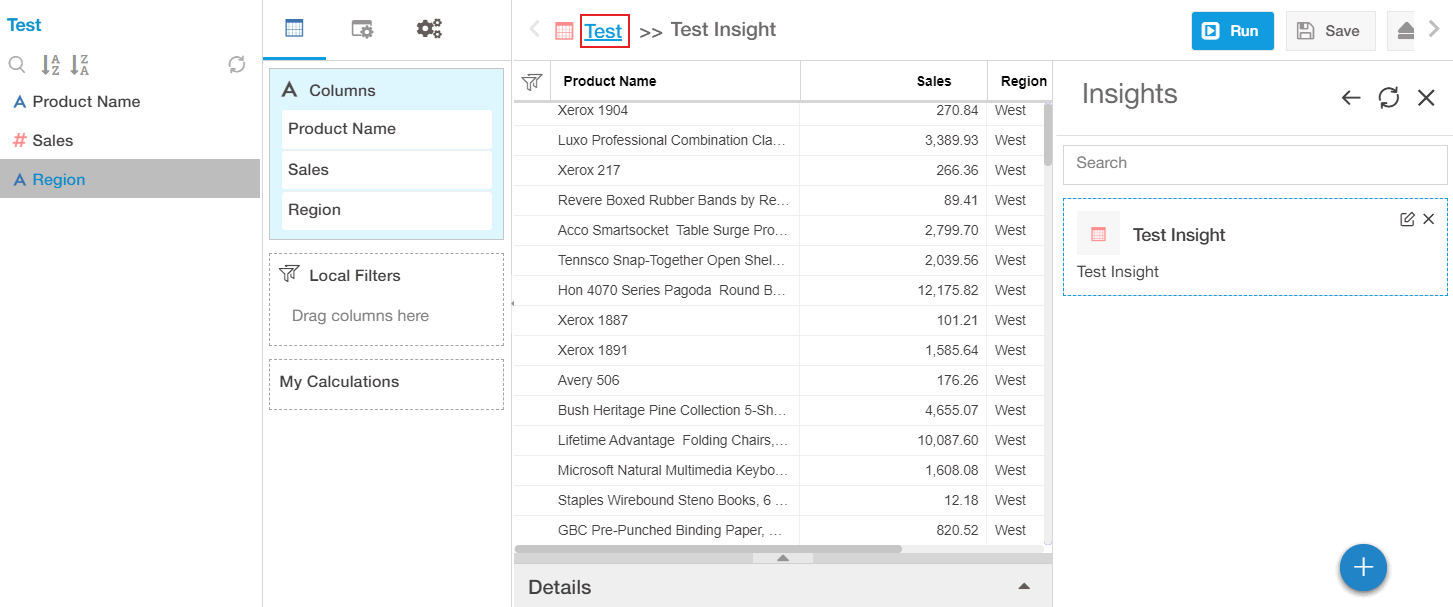 Test
Product Name
Sales
Region
Columns
Product Name
Sales
Region
Local Filters
Drag columns here
My Calculations
Test >> Test Insight
Run
Save
Product Name Sales Region
Xerox 1904 270.84 West
Luxo Professional Combination Cla… 3,389.93 West
Xerox 217 266.36 West
Revere Boxed Rubber Bands by Re… 89.41 West
Acco Smartsocket Table Surge Pro… 2,799.70 West
Tennsco Snap-Together Open Shel… 2,039.56 West
Hon 4070 Series Pagoda Round B… 12,175.82 West
Xerox 1887 101.21 West
Xerox 1891 1,585.64 West
Avery 506 176.26 West
Bush Heritage Pine Collection 5-Sh… 4,655.07 West
Lifetime Advantage Folding Chairs,… 10,087.60 West
Microsoft Natural Multimedia Keybo… 1,608.08 West
Staples Wirebound Steno Books, 6 … 12.18 West
GBC Pre-Punched Binding Paper, … 820.52 West
Details
Insights
Search
Test Insight
Test Insight